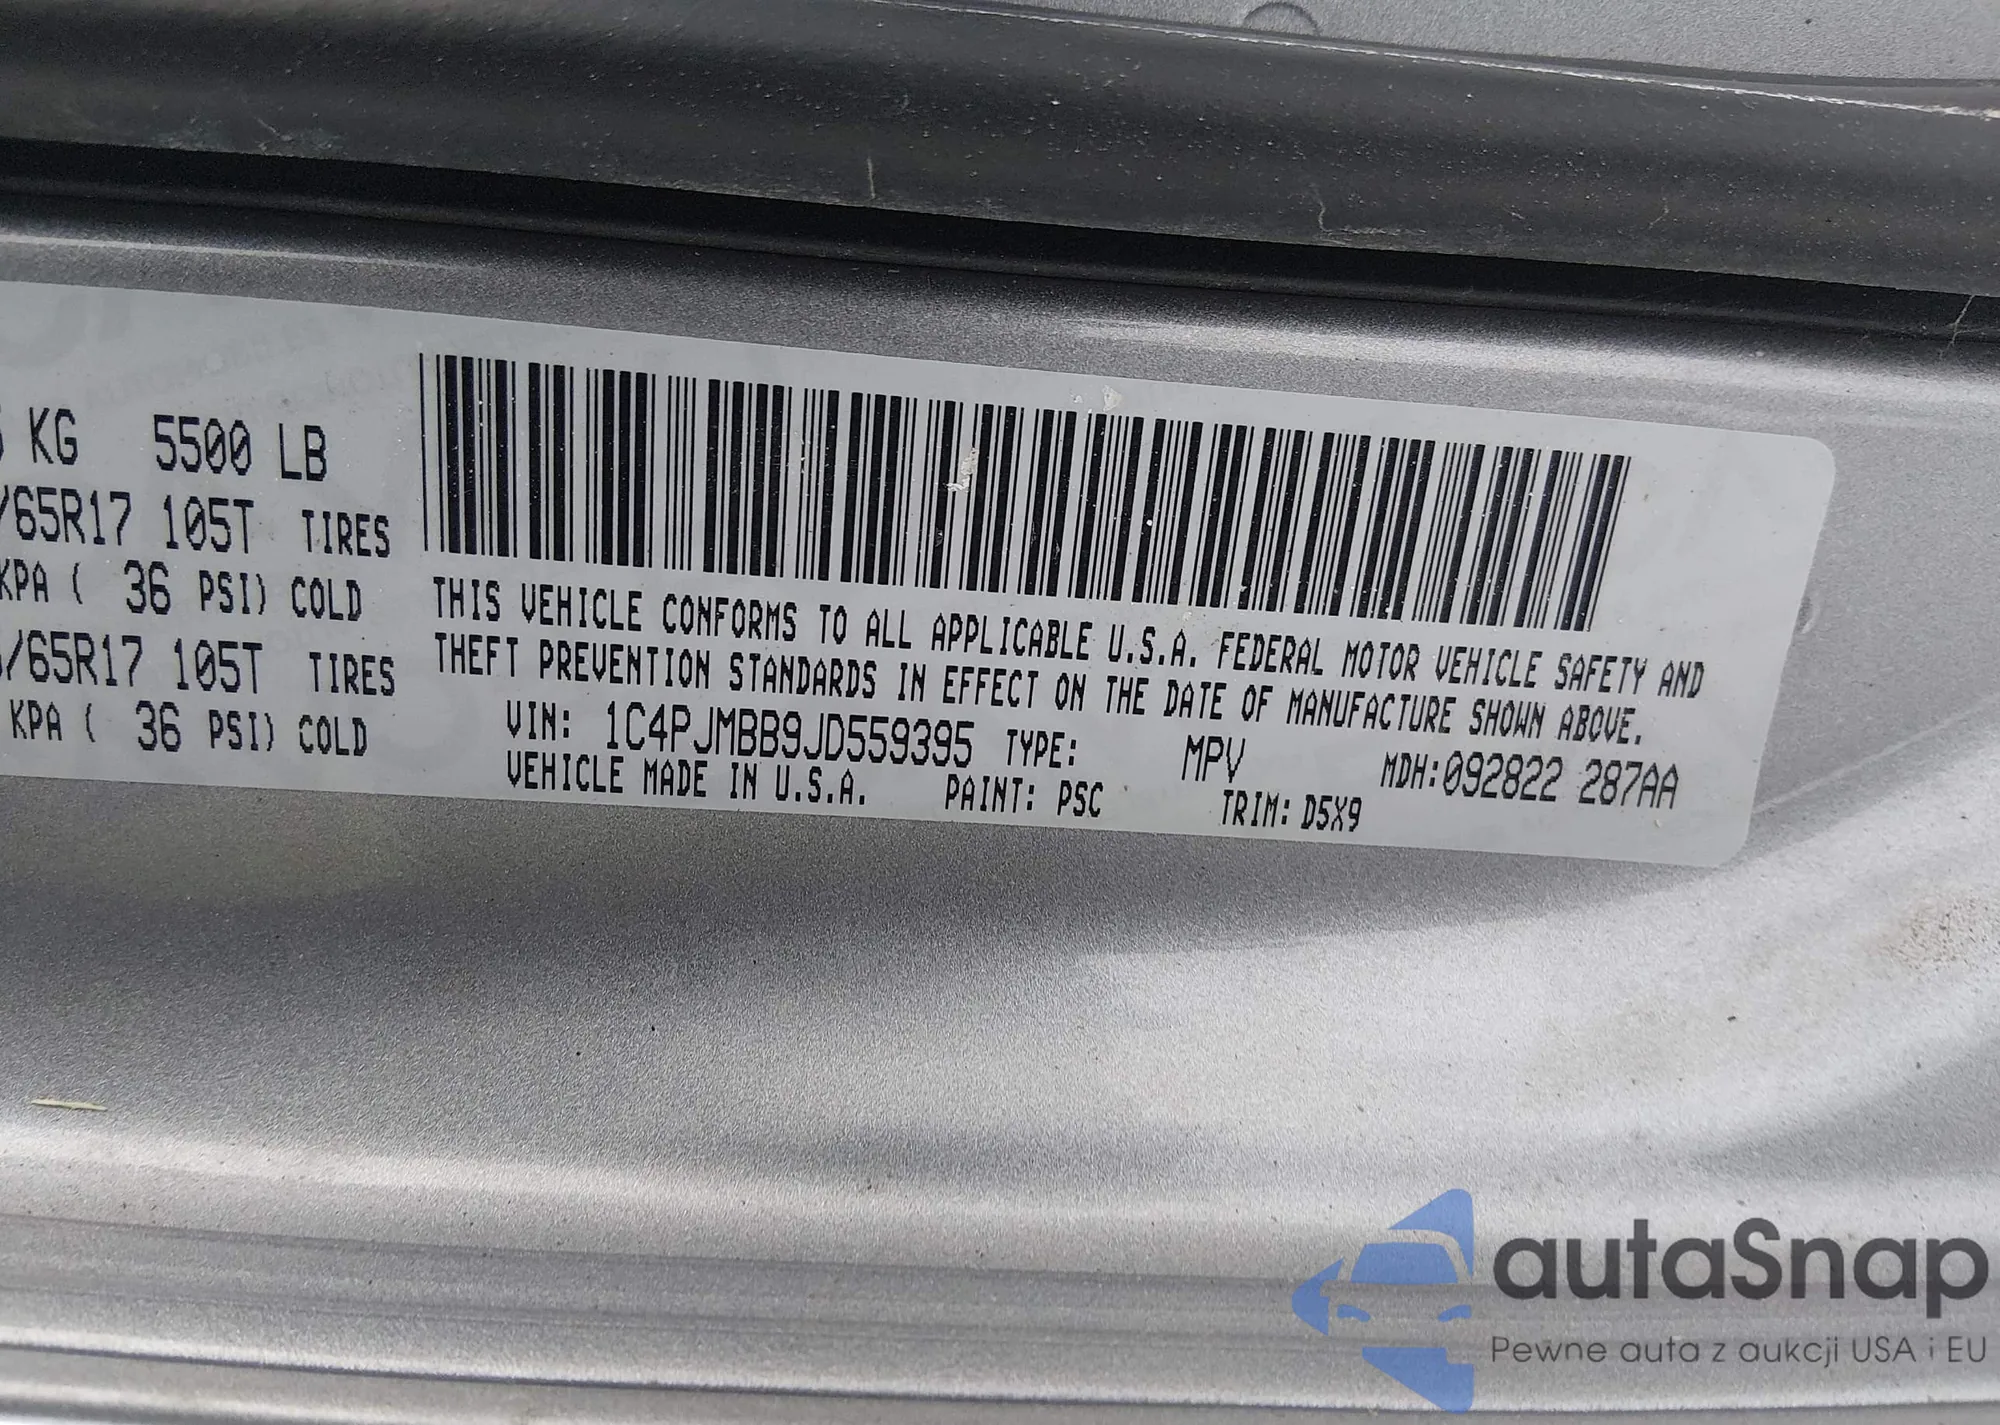 KG 5500 LB
/65R17 105T TIRES
KPA ( 36 PSI) COLD
/65R17 105T TIRES
KPA ( 36 PSI) COLD
THIS VEHICLE CONFORMS TO ALL APPLICABLE U.S.A. FEDERAL MOTOR VEHICLE SAFETY AND
THEFT PREVENTION STANDARDS IN EFFECT ON THE DATE OF MANUFACTURE SHOWN ABOVE.
VIN: 1C4PJMBB9JD559395 TYPE: MPV MDH:092822 287AA
VEHICLE MADE IN U.S.A. PAINT: PSC TRIM: D5X9
autaSnap
Pewne auta z aukcji USA i EU